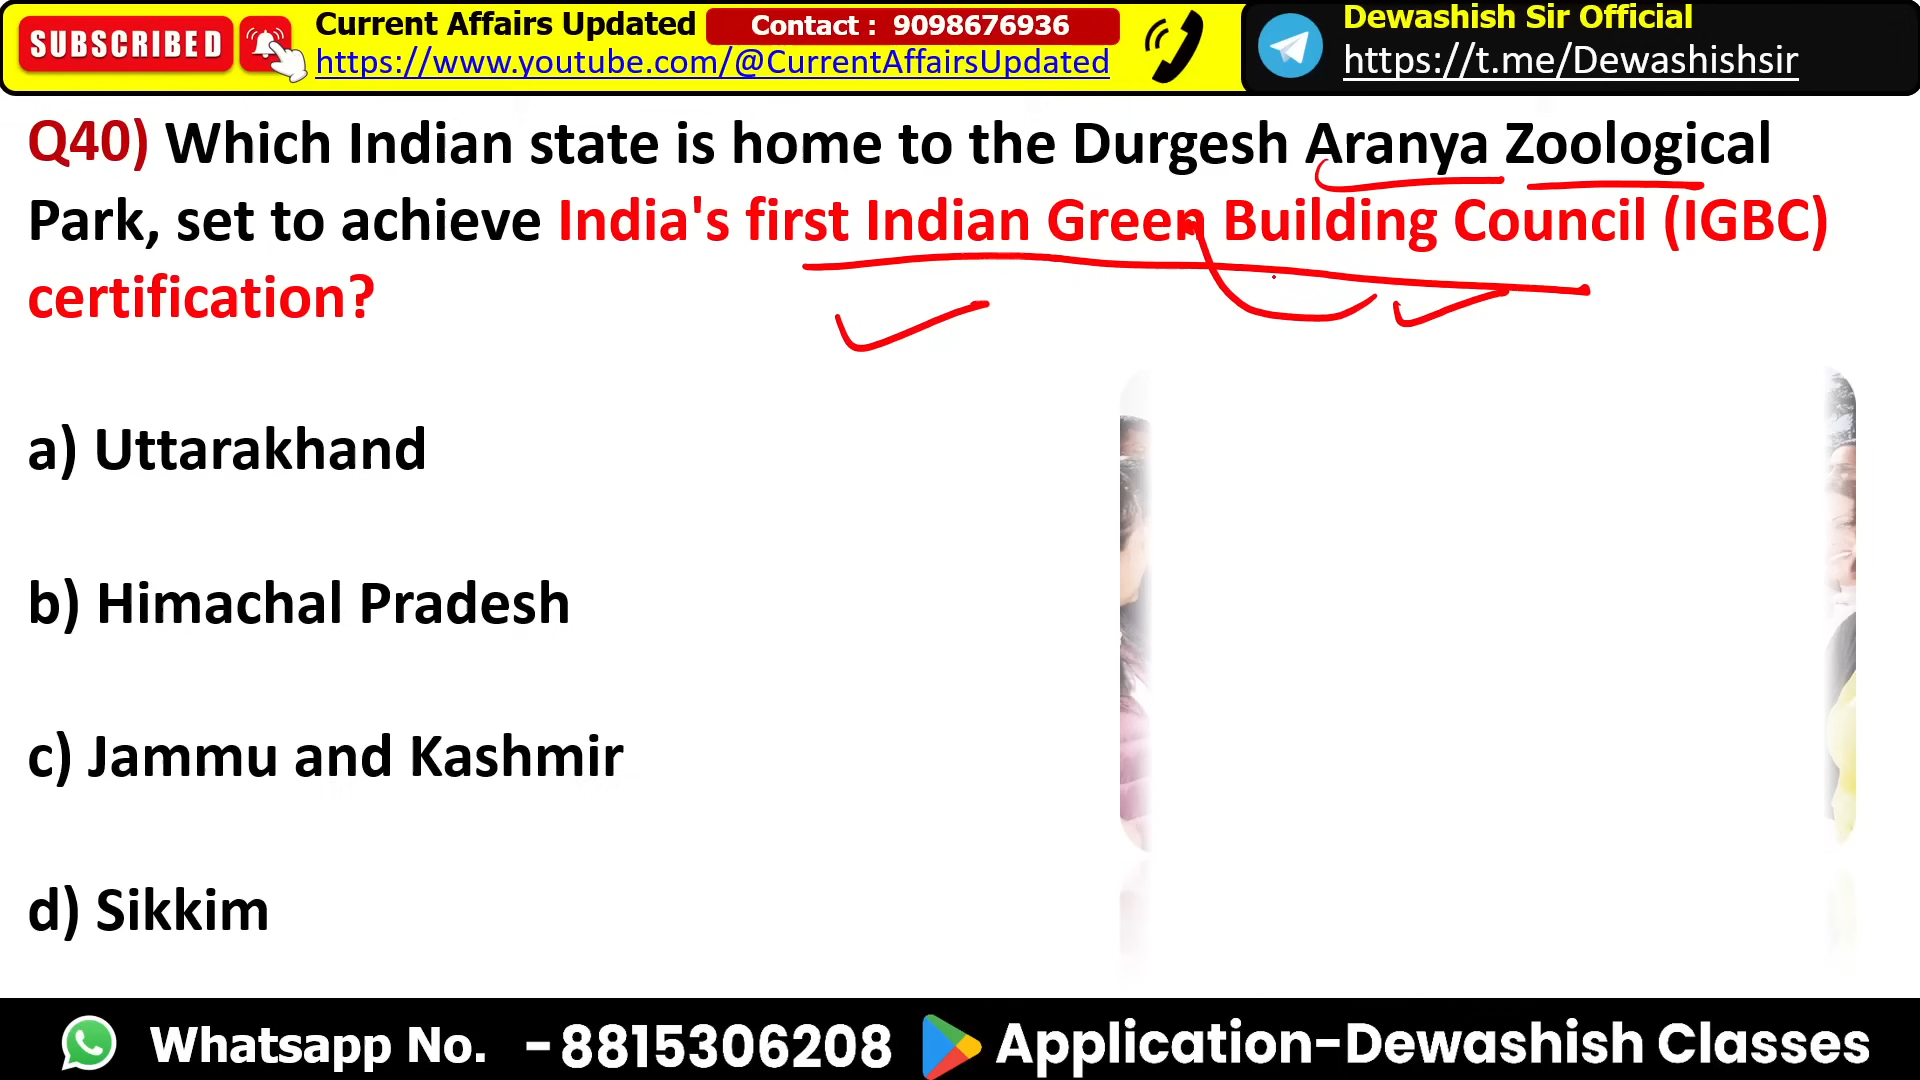 SUBSCRIBED
Current Affairs Updated
Contact : 9098676936
https://www.youtube.com/@CurrentAffairsUpdated
Dewashish Sir Official
https://t.me/Dewashishsir
Q40) Which Indian state is home to the Durgesh Aranya Zoological
Park, set to achieve India's first Indian Green Building Council (IGBC)
certification?
a) Uttarakhand
b) Himachal Pradesh
c) Jammu and Kashmir
d) Sikkim
Whatsapp No. -8815306208
Application-Dewashish Classes